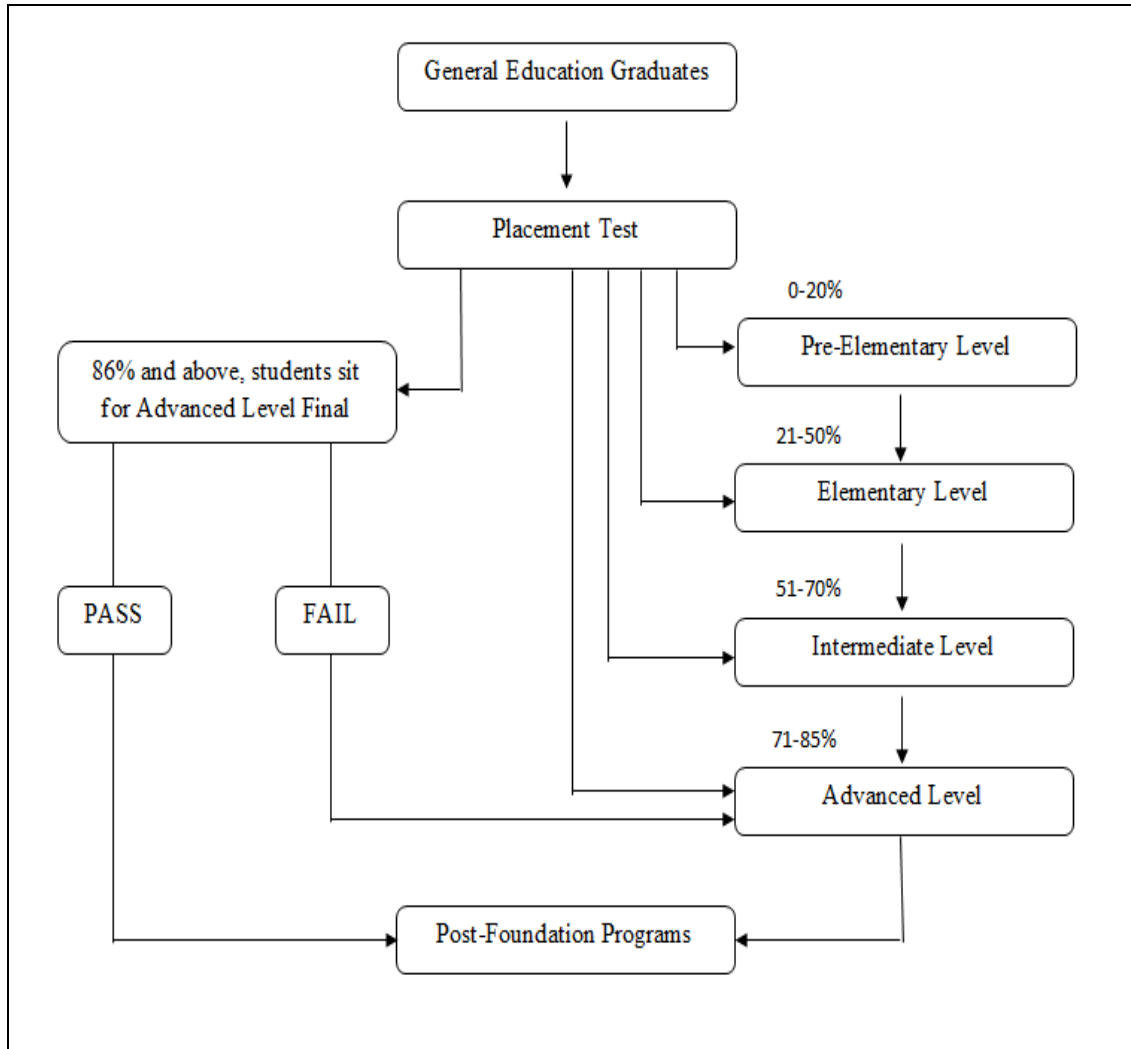 General Education Graduates
Placement Test
0-20%
Pre-Elementary Level
86% and above, students sit
for Advanced Level Final
21-50%
Elementary Level
51-70%
PASS
FAIL
Intermediate Level
71-85%
Advanced Level
Post-Foundation Programs